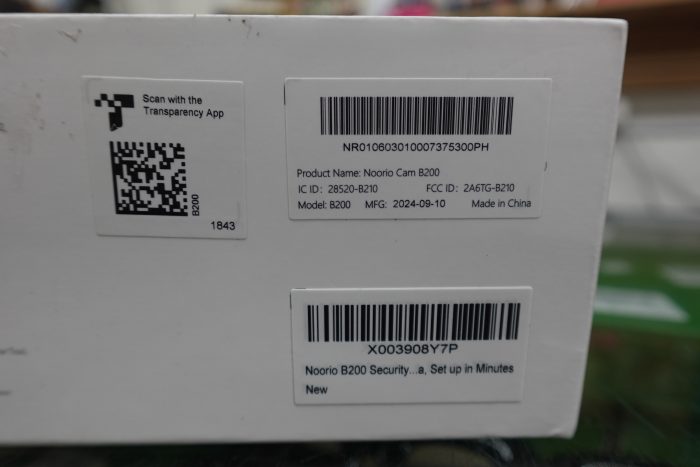 Scan with the
Transparency App
B200
1843
NR010603010007375300PH
Product Name: Noorio Cam B200
IC ID: 28520-B210 FCC ID: 2A6TG-B210
Model: B200 MFG: 2024-09-10 Made in China
X003908Y7P
Noorio B200 Security...a, Set up in Minutes
New